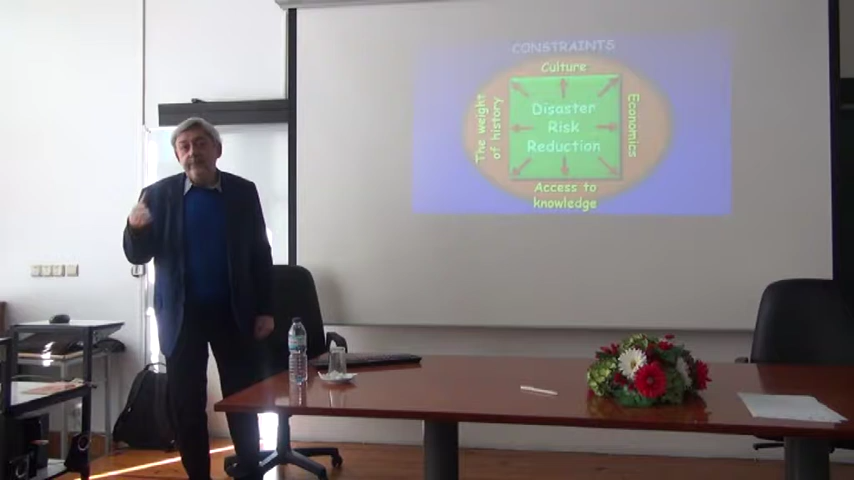 CONSTRAINTS
Culture
The weight
of history
Disaster
Risk
Reduction
Economics
Access to
knowledge